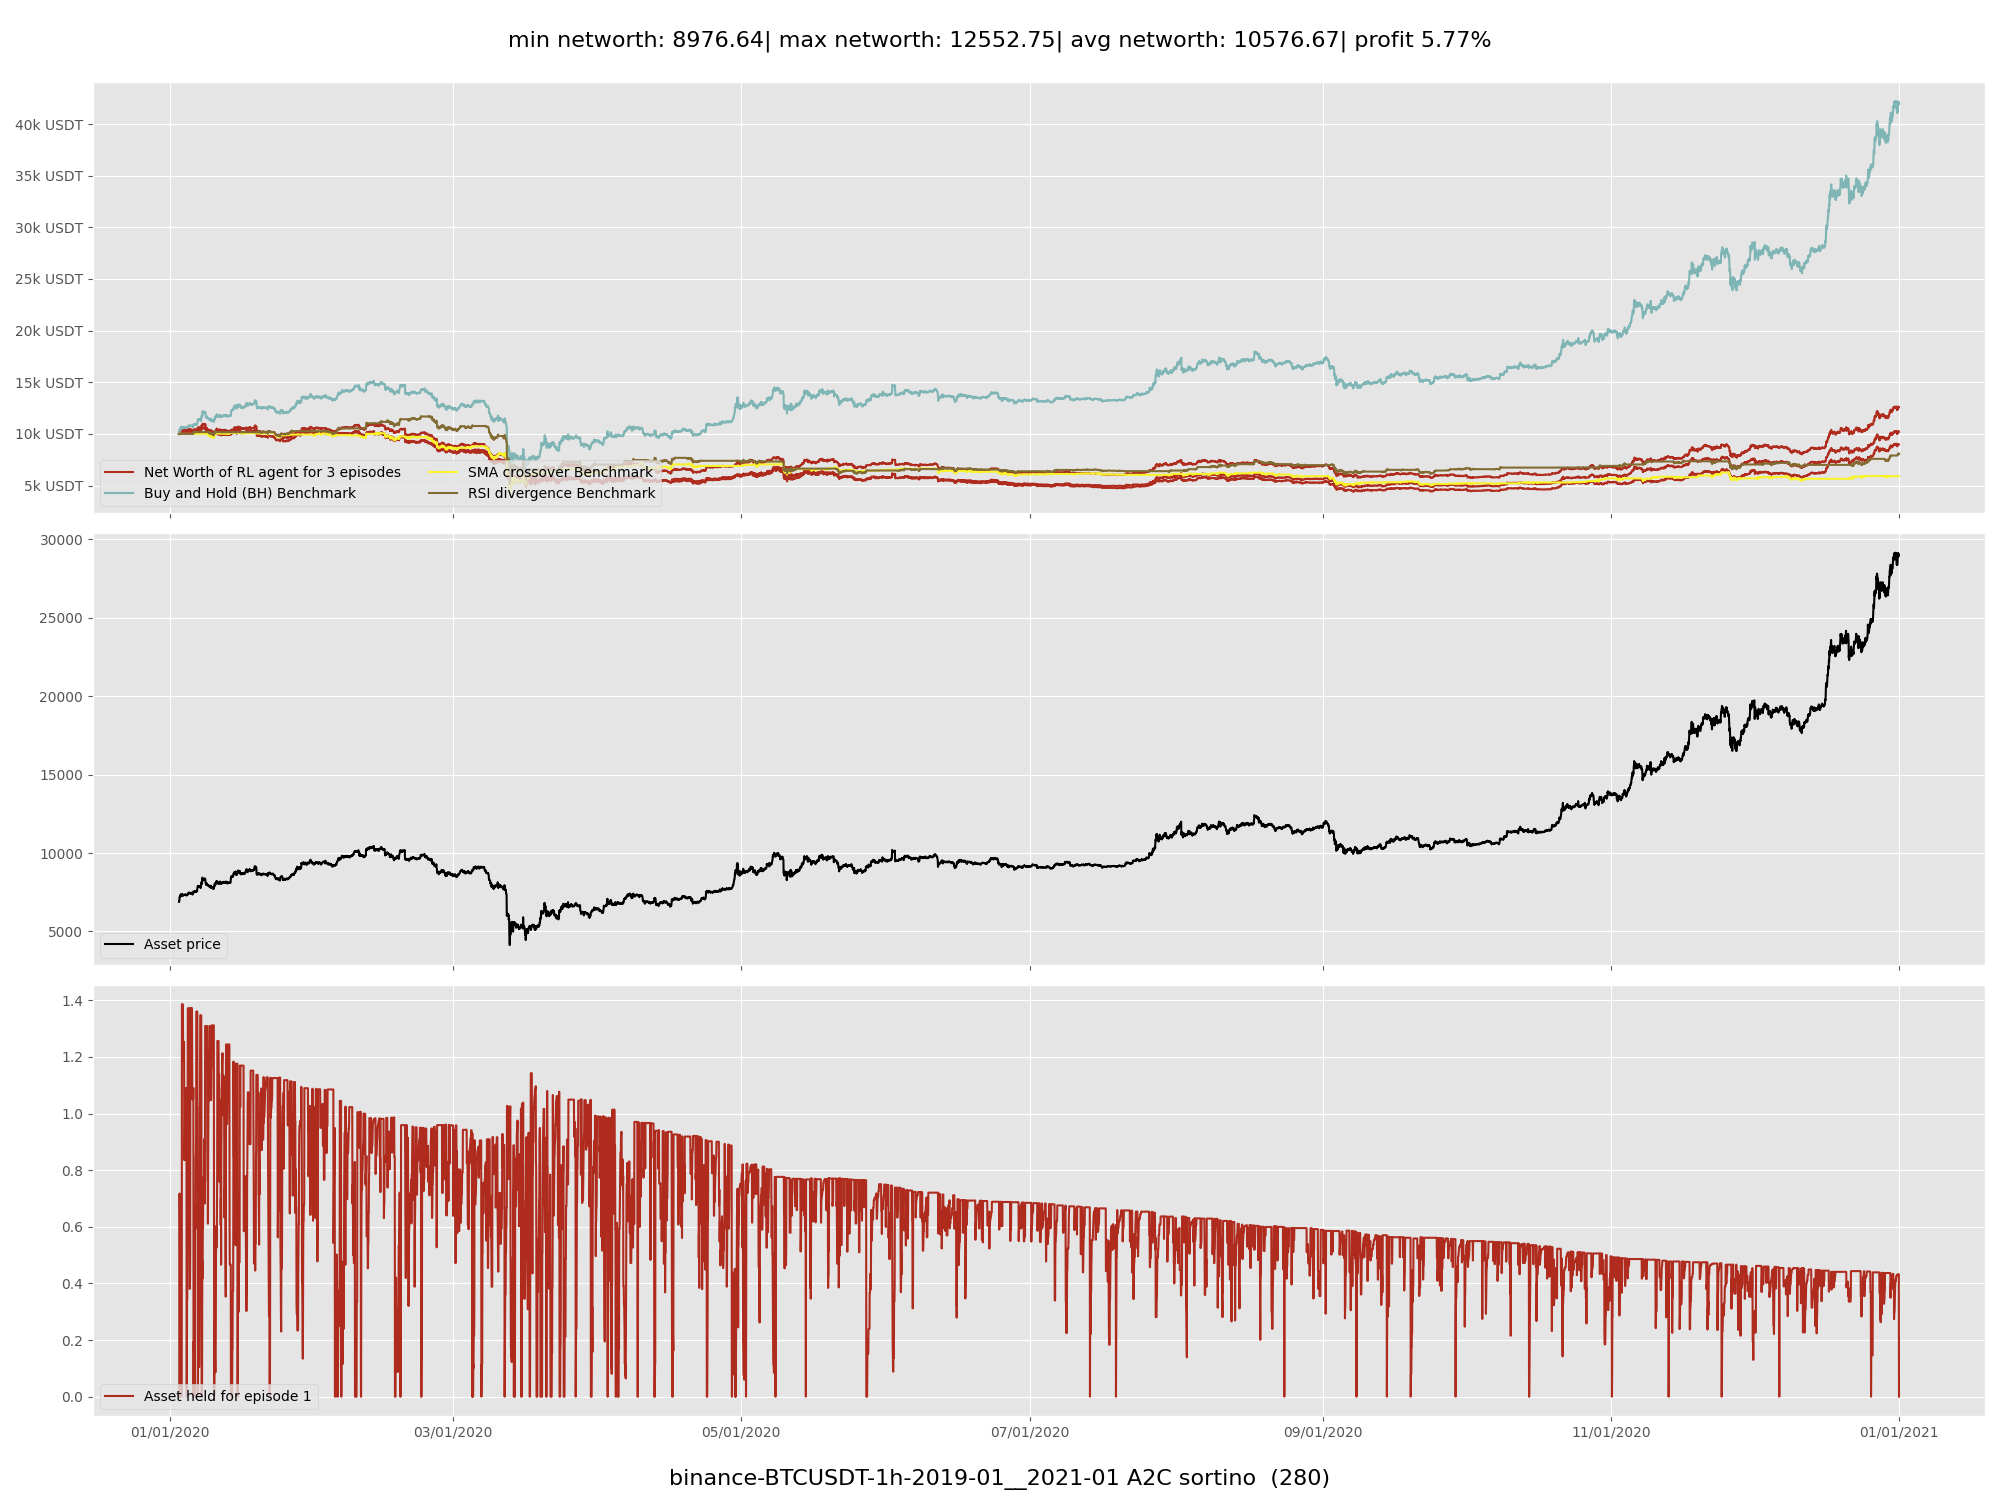 min networth: 8976.64| max networth: 12552.75| avg networth: 10576.67| profit 5.77%
40k USDT
35k USDT
30k USDT
25k USDT
20k USDT
15k USDT
10k USDT
5k USDT
Net Worth of RL agent for 3 episodes
Buy and Hold (BH) Benchmark
SMA crossover Benchmark
RSI divergence Benchmark
30000
25000
20000
15000
10000
5000
Asset price
1.4
1.2
1.0
0.8
0.6
0.4
0.2
0.0
Asset held for episode 1
01/01/2020 03/01/2020 05/01/2020 07/01/2020 09/01/2020 11/01/2020 01/01/2021
binance-BTCUSDT-1h-2019-01__2021-01 A2C sortino (280)